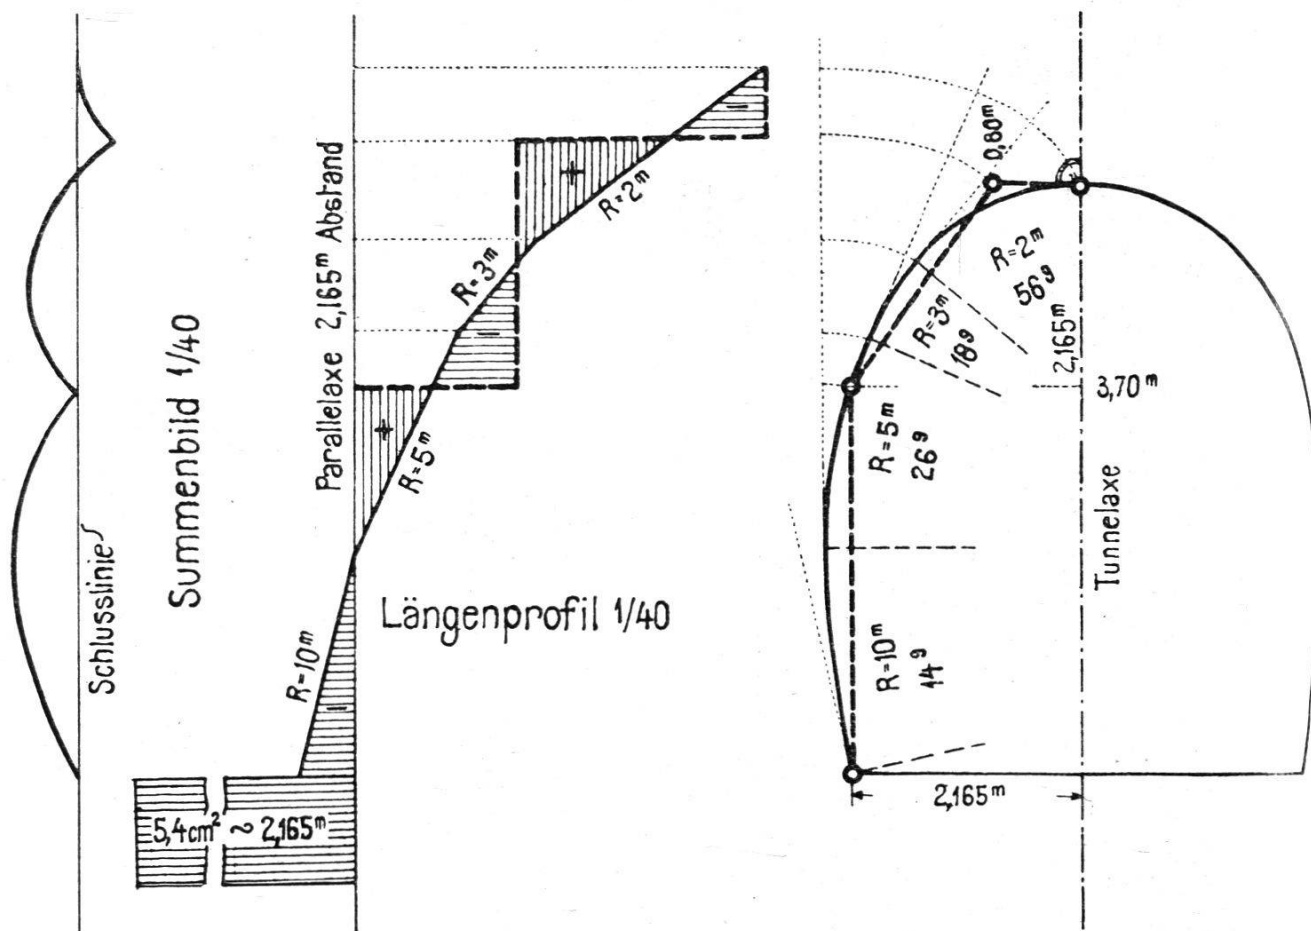 Schlusslinie
Summenbild 1/40
Parallelaxe 2,165ᵐ Abstand
R=2ᵐ
R=3ᵐ
R=5ᵐ
R=10ᵐ
+
−
+
−
−
Längenprofil 1/40
5,4cm² ~ 2,165ᵐ
0,80ᵐ
R=2ᵐ
56ᵍ
R=3ᵐ
18ᵍ
2,165ᵐ
3,70ᵐ
R=5ᵐ
26ᵍ
R=10ᵐ
14ᵍ
Tunnelaxe
2,165ᵐ